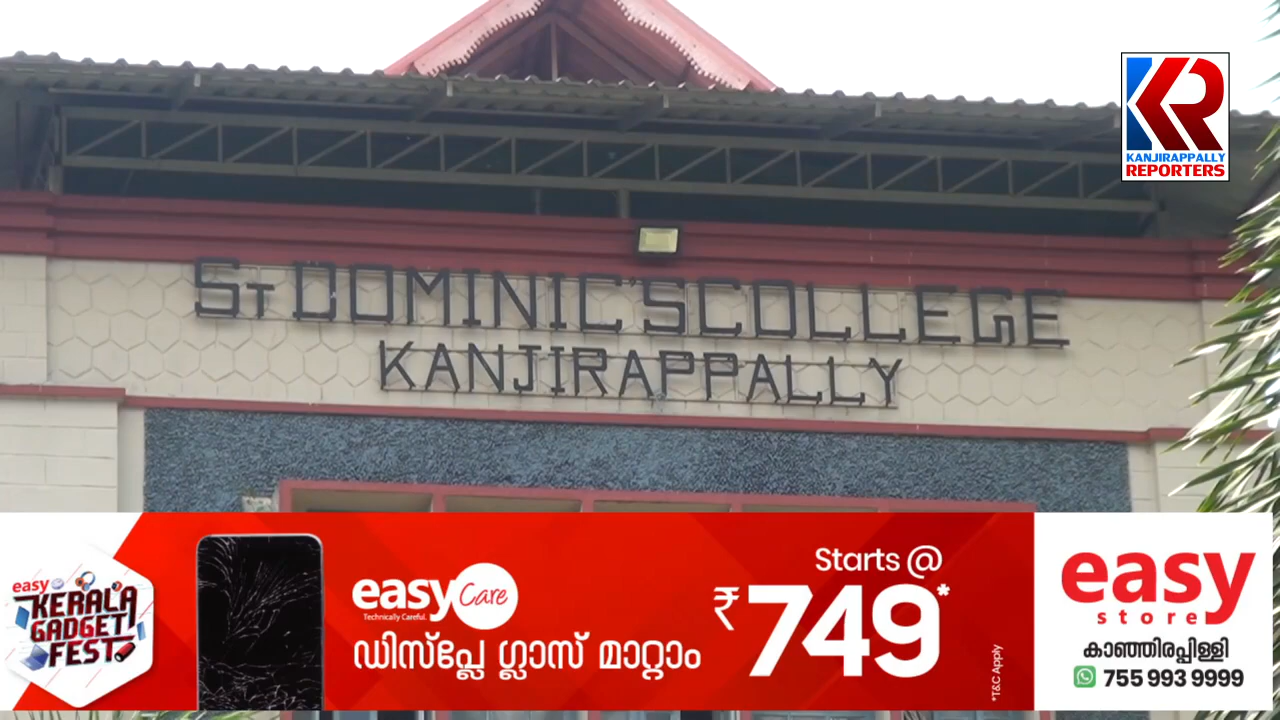 KR
KANJIRAPPALLY
REPORTERS
ST DOMINIC'S COLLEGE
KANJIRAPPALLY
easy
KERALA
GADGET
FEST
easy Care
Technically Careful.
ഡിസ്പ്ലേ ഗ്ലാസ് മാറ്റാം
Starts @
₹749*
*T&C Apply
easy
store
കാഞ്ഞിരപ്പിള്ളി
755 993 9999